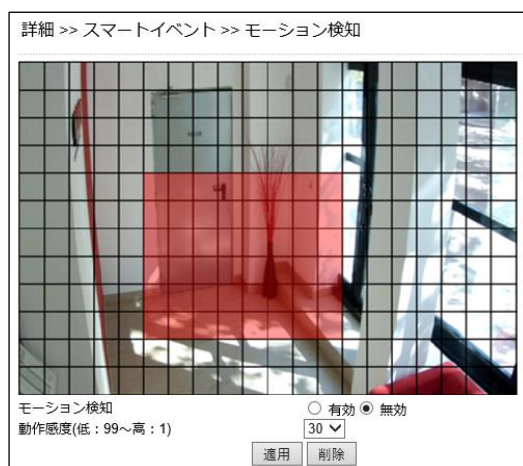 詳細 >> スマートイベント >> モーション検知
モーション検知 有効 無効
動作感度(低：99～高：1) 30
適用 削除